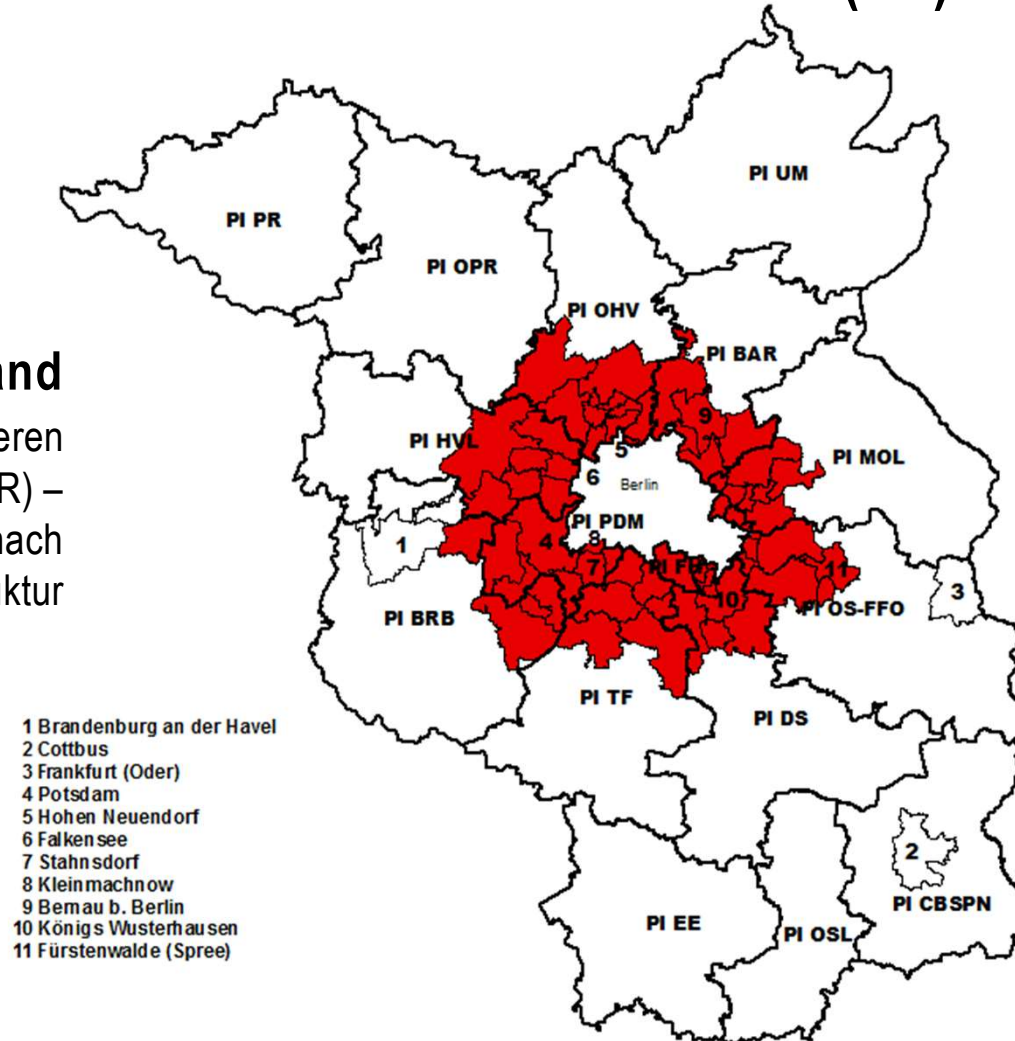 PI UM
PI PR
PI OPR
PI OHV
PI BAR
and
eren
R) –
nach
ktur
PI HVL
9
5
6
Berlin
PI MOL
PI PDM
8
1
4
7
10
11
3
PI OS-FFO
PI BRB
PI TF
PI DS
1 Brandenburg an der Havel
2 Cottbus
3 Frankfurt (Oder)
4 Potsdam
5 Hohen Neuendorf
6 Falkensee
7 Stahnsdorf
8 Kleinmachnow
9 Bernau b. Berlin
10 Königs Wusterhausen
11 Fürstenwalde (Spree)
2
PI CBSPN
PI EE
PI OSL